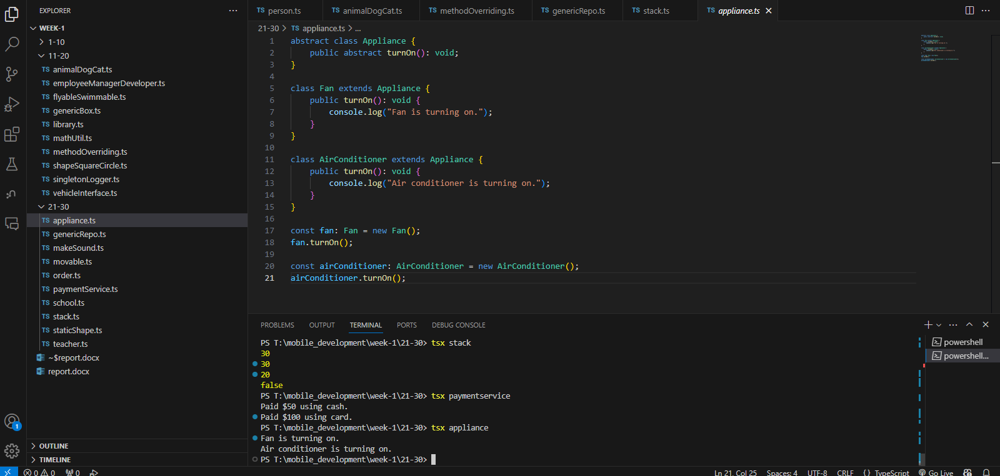 EXPLORER
WEEK-1
1-10
11-20
TS animalDogCat.ts
TS employeeManagerDeveloper.ts
TS flyableSwimmable.ts
TS genericBox.ts
TS library.ts
TS mathUtil.ts
TS methodOverriding.ts
TS shapeSquareCircle.ts
TS singletonLogger.ts
TS vehicleInterface.ts
21-30
TS appliance.ts
TS genericRepo.ts
TS makeSound.ts
TS movable.ts
TS order.ts
TS paymentService.ts
TS school.ts
TS stack.ts
TS staticShape.ts
TS teacher.ts
~$report.docx
report.docx
1
OUTLINE
TIMELINE
TS person.ts TS animalDogCat.ts TS methodOverriding.ts TS genericRepo.ts TS stack.ts TS appliance.ts
21-30 > TS appliance.ts > ...
1 abstract class Appliance {
2 public abstract turnOn(): void;
3 }
4
5 class Fan extends Appliance {
6 public turnOn(): void {
7 console.log("Fan is turning on.");
8 }
9 }
10
11 class AirConditioner extends Appliance {
12 public turnOn(): void {
13 console.log("Air conditioner is turning on.");
14 }
15 }
16
17 const fan: Fan = new Fan();
18 fan.turnOn();
19
20 const airConditioner: AirConditioner = new AirConditioner();
21 airConditioner.turnOn();
PROBLEMS OUTPUT TERMINAL PORTS DEBUG CONSOLE
PS T:\mobile_development\week-1\21-30> tsx stack
30
30
20
false
PS T:\mobile_development\week-1\21-30> tsx paymentservice
Paid $50 using cash.
Paid $100 using card.
PS T:\mobile_development\week-1\21-30> tsx appliance
Fan is turning on.
Air conditioner is turning on.
PS T:\mobile_development\week-1\21-30>
powershell
powershell...
0 0 0 Ln 21, Col 25 Spaces: 4 UTF-8 CRLF {} TypeScript Go Live